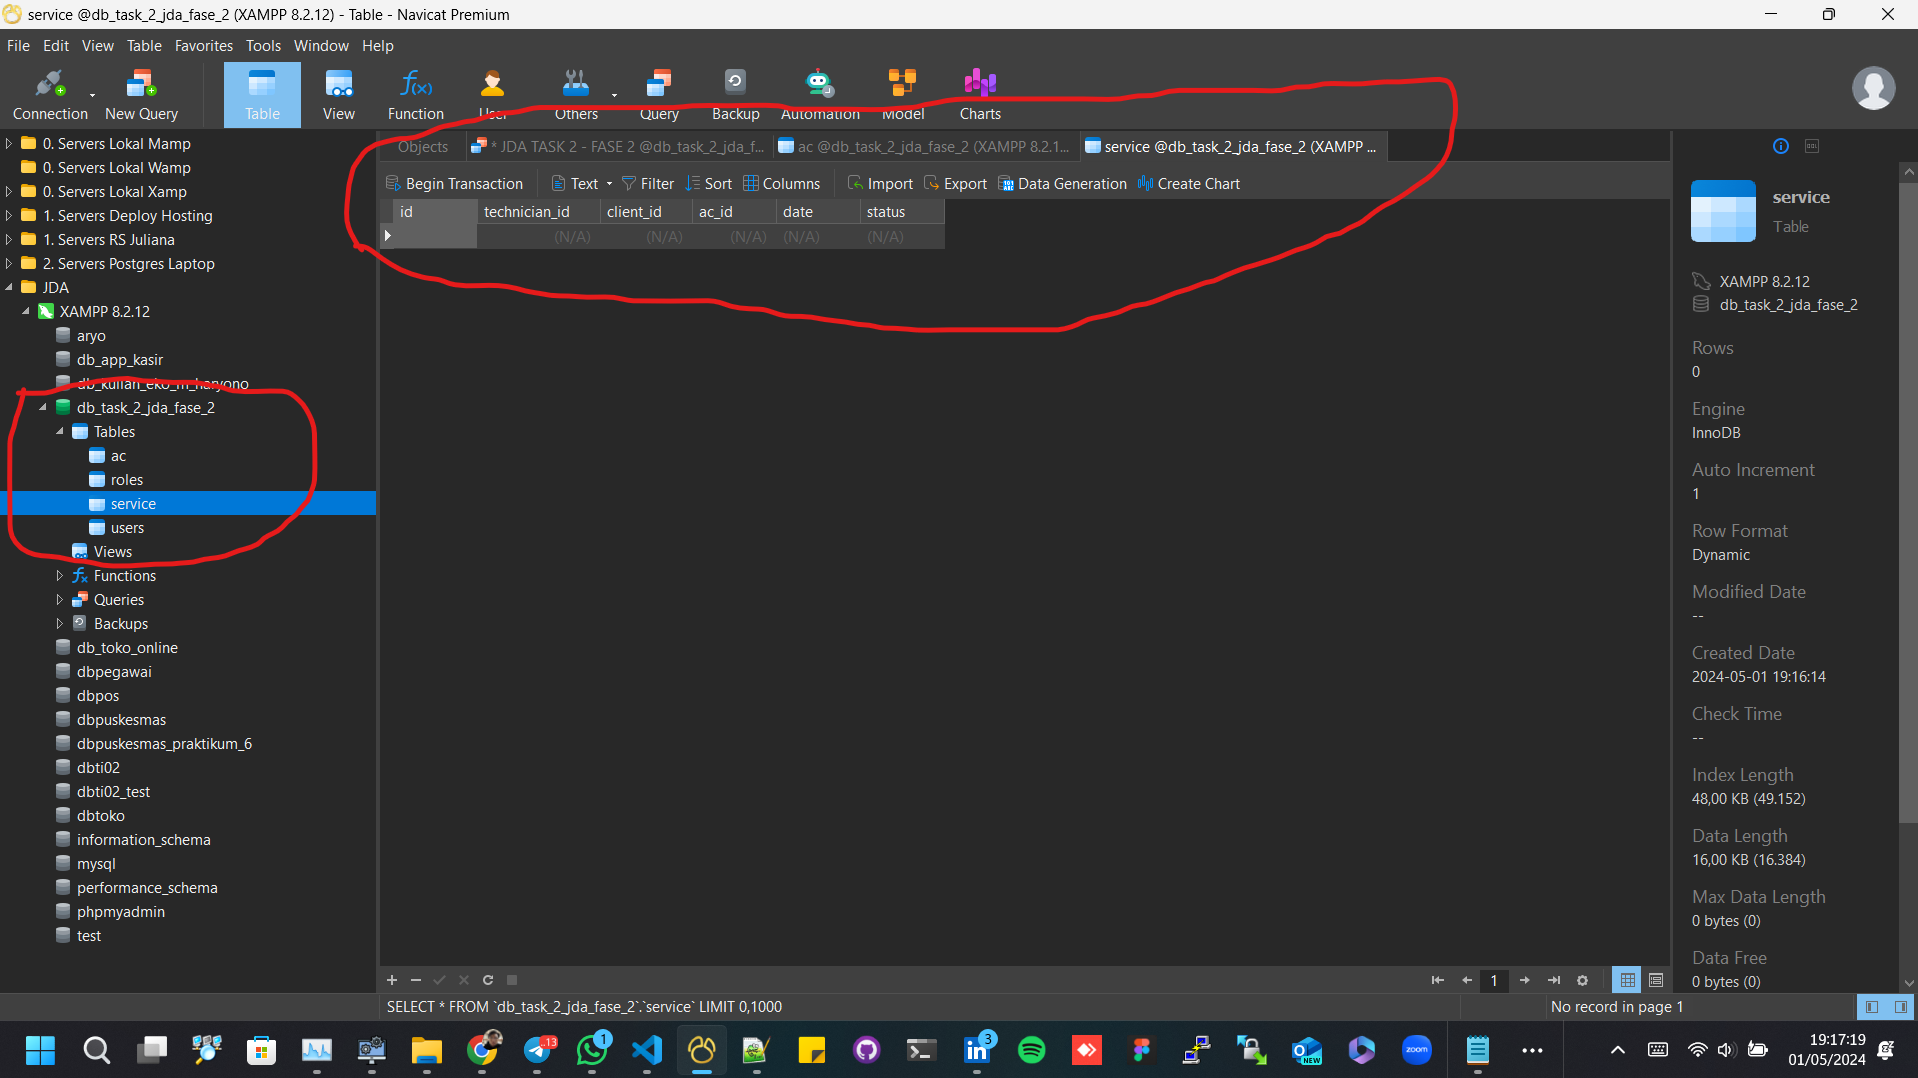 service @db_task_2_jda_fase_2 (XAMPP 8.2.12) - Table - Navicat Premium
File Edit View Table Favorites Tools Window Help
Connection New Query Table View Function User Others Query Backup Automation Model Charts
0. Servers Lokal Mamp
0. Servers Lokal Wamp
0. Servers Lokal Xamp
1. Servers Deploy Hosting
1. Servers RS Juliana
2. Servers Postgres Laptop
JDA
XAMPP 8.2.12
aryo
db_app_kasir
db_kuliah_eko_m_haryono
db_task_2_jda_fase_2
Tables
ac
roles
service
users
Views
Functions
Queries
Backups
db_toko_online
dbpegawai
dbpos
dbpuskesmas
dbpuskesmas_praktikum_6
dbti02
dbti02_test
dbtoko
information_schema
mysql
performance_schema
phpmyadmin
test
Objects * JDA TASK 2 - FASE 2 @db_task_2_jda_f... ac @db_task_2_jda_fase_2 (XAMPP 8.2.1... service @db_task_2_jda_fase_2 (XAMPP ...
Begin Transaction Text Filter Sort Columns Import Export Data Generation Create Chart
id technician_id client_id ac_id date status
(N/A) (N/A) (N/A) (N/A) (N/A)
1
SELECT * FROM `db_task_2_jda_fase_2`.`service` LIMIT 0,1000
No record in page 1
service
Table
XAMPP 8.2.12
db_task_2_jda_fase_2
Rows
0
Engine
InnoDB
Auto Increment
1
Row Format
Dynamic
Modified Date
--
Created Date
2024-05-01 19:16:14
Check Time
--
Index Length
48,00 KB (49.152)
Data Length
16,00 KB (16.384)
Max Data Length
0 bytes (0)
Data Free
0 bytes (0)
..13 1 3 NEW zoom
19:17:19
01/05/2024